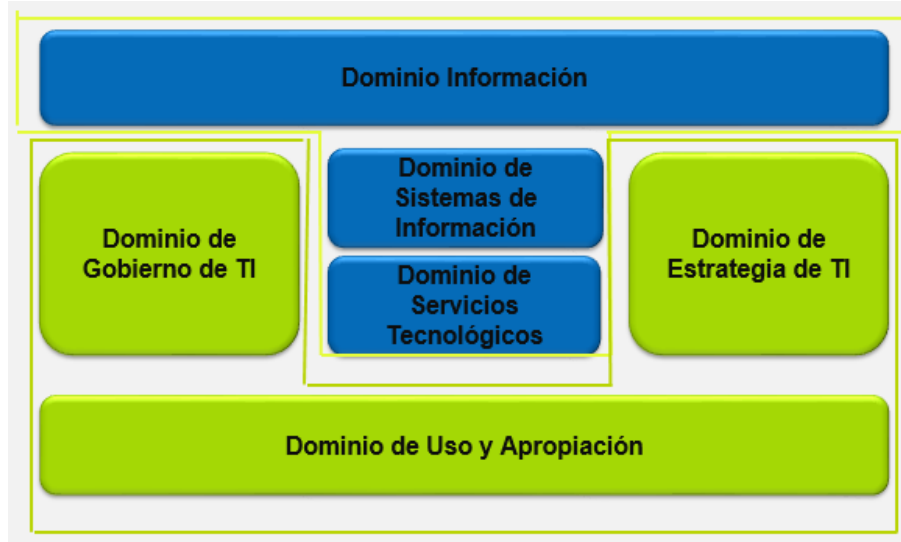 Dominio Información
Dominio de
Gobierno de TI
Dominio de
Sistemas de
Información
Dominio de
Servicios
Tecnológicos
Dominio de
Estrategia de TI
Dominio de Uso y Apropiación